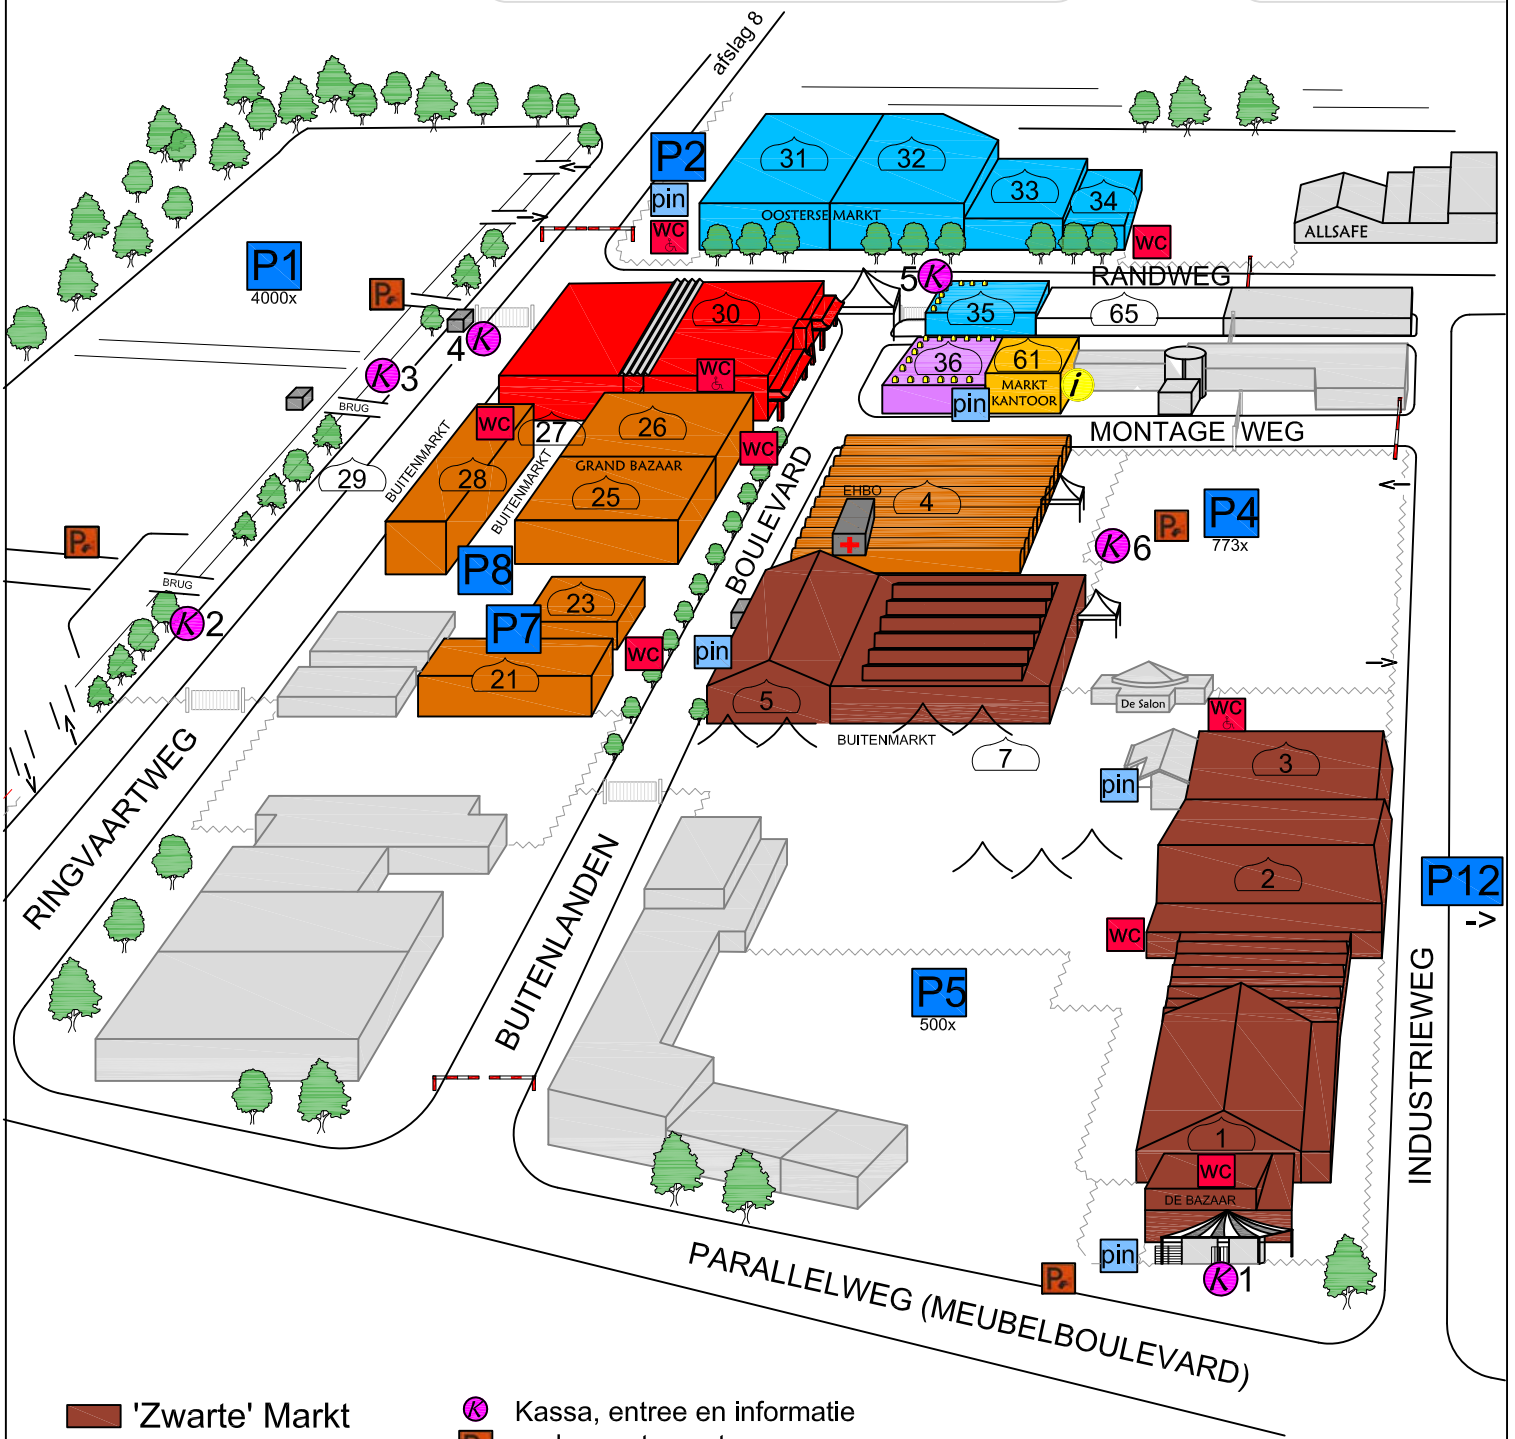 afslag 8
P2
pin
WC
31
32
33
34
OOSTERSE MARKT
WC
ALLSAFE
P1
4000x
P
RANDWEG
5 K
30
35
65
4 K
K 3
WC
36
61
MARKT
KANTOOR
i
pin
BRUG
WC
27
26
MONTAGE WEG
BUITENMARKT
29
28
BUITENMARKT
GRAND BAZAAR
25
WC
BOULEVARD
EHBO
4
P
P4
773x
P
K 6
P8
BRUG
23
P7
K 2
WC
pin
21
5
De Salon
WC
BUITENMARKT
7
3
pin
RINGVAARTWEG
BUITENLANDEN
2
P12
->
WC
P5
500x
INDUSTRIEWEG
1
WC
DE BAZAAR
pin
P
K 1
PARALLELWEG (MEUBELBOULEVARD)
'Zwarte' Markt
K Kassa, entree en informatie